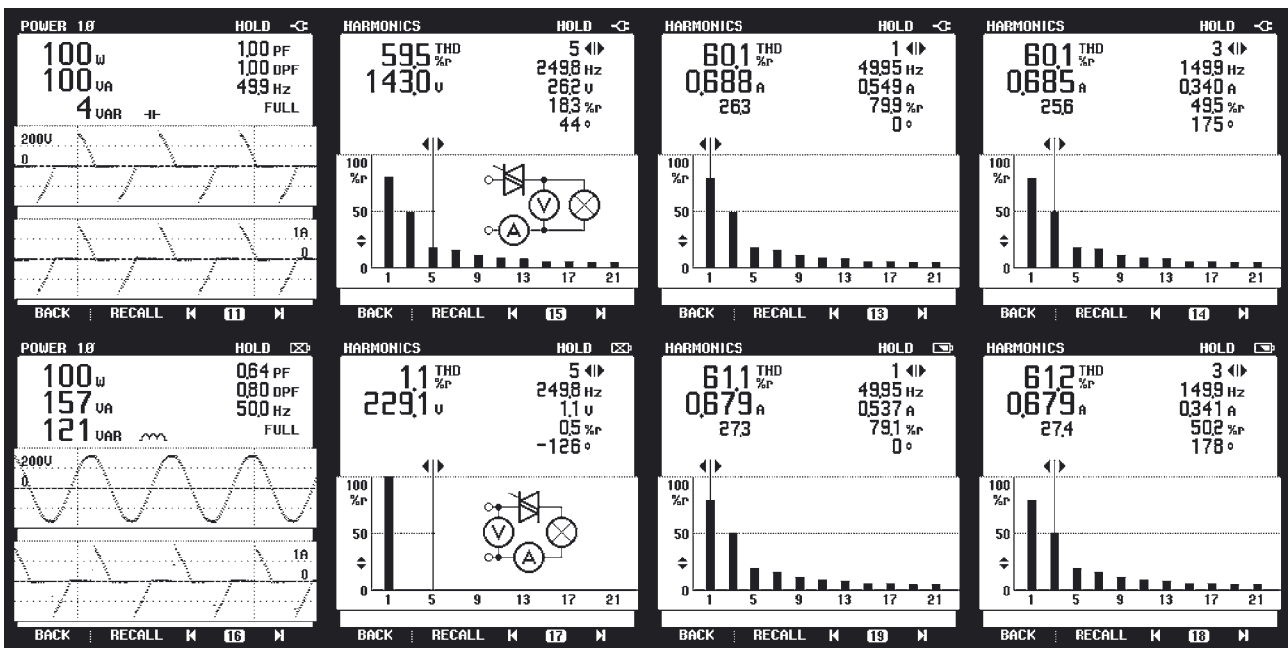 POWER 1Ø HOLD
100 W 1,00 PF
100 VA 1,00 DPF
4 VAR 49,9 Hz
FULL
200V
0
1A
0
BACK RECALL 11
HARMONICS HOLD
59,5 THD %r 5
143,0 V 249,8 Hz
26,2 V
18,3 %r
44 °
100
%r
50
0
V
A
1 5 9 13 17 21
BACK RECALL 15
HARMONICS HOLD
60,1 THD %r 1
0,688 A 49,95 Hz
26,3 0,549 A
79,9 %r
0 °
100
%r
50
0
1 5 9 13 17 21
BACK RECALL 13
HARMONICS HOLD
60,1 THD %r 3
0,685 A 149,9 Hz
25,6 0,340 A
49,5 %r
175 °
100
%r
50
0
1 5 9 13 17 21
BACK RECALL 14
POWER 1Ø HOLD
100 W 0,64 PF
157 VA 0,80 DPF
121 VAR 50,0 Hz
FULL
200V
0
1A
0
BACK RECALL 16
HARMONICS HOLD
1,1 THD %r 5
229,1 V 249,8 Hz
1,1 V
0,5 %r
-126 °
100
%r
50
0
V
A
1 5 9 13 17 21
BACK RECALL 17
HARMONICS HOLD
61,1 THD %r 1
0,679 A 49,95 Hz
27,3 0,537 A
79,1 %r
0 °
100
%r
50
0
1 5 9 13 17 21
BACK RECALL 19
HARMONICS HOLD
61,2 THD %r 3
0,679 A 149,9 Hz
27,4 0,341 A
50,2 %r
178 °
100
%r
50
0
1 5 9 13 17 21
BACK RECALL 18